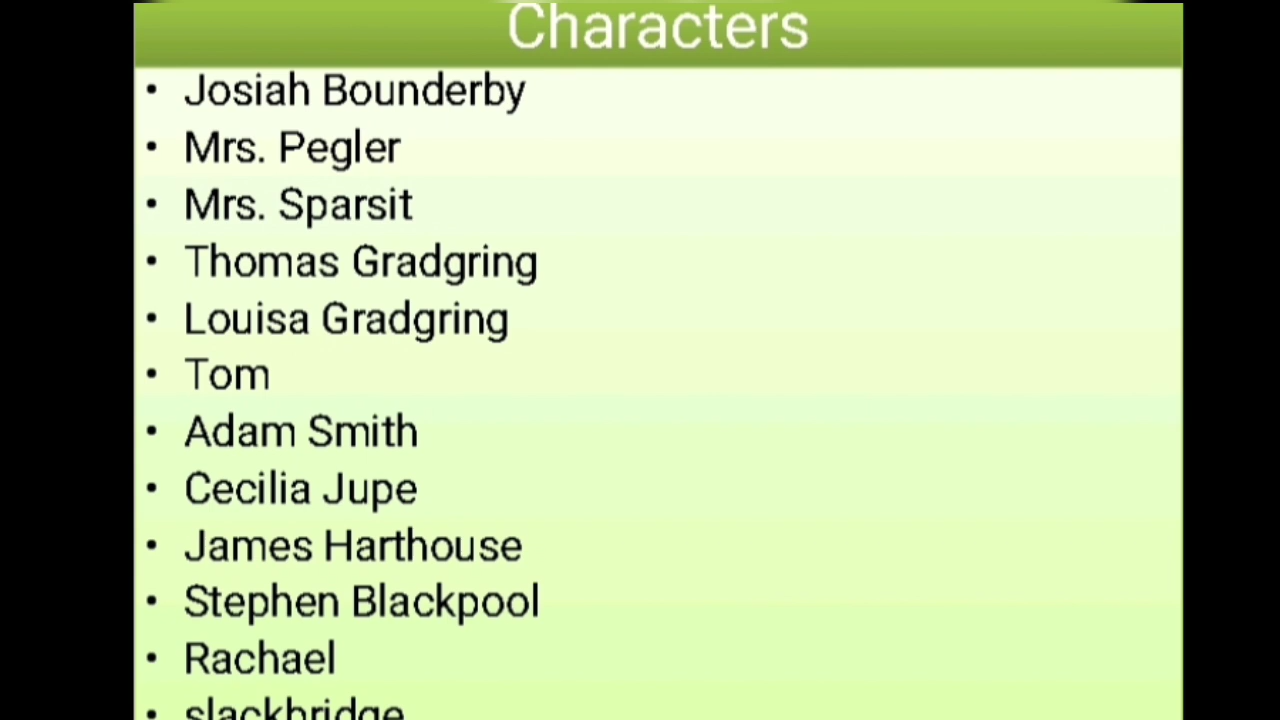 Characters
• Josiah Bounderby
• Mrs. Pegler
• Mrs. Sparsit
• Thomas Gradgring
• Louisa Gradgring
• Tom
• Adam Smith
• Cecilia Jupe
• James Harthouse
• Stephen Blackpool
• Rachael
• slackbridge